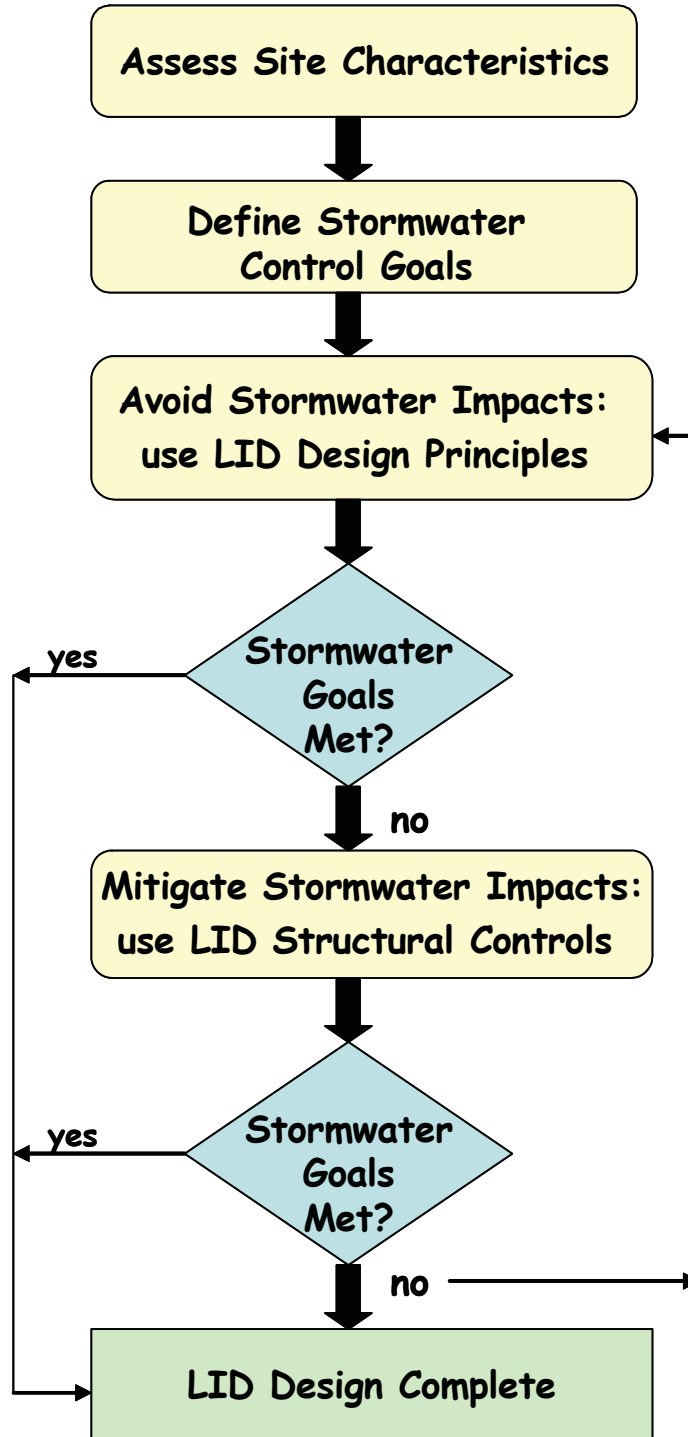 Assess Site Characteristics
Define Stormwater
Control Goals
Avoid Stormwater Impacts:
use LID Design Principles
Stormwater
Goals
Met?
yes
no
Mitigate Stormwater Impacts:
use LID Structural Controls
Stormwater
Goals
Met?
yes
no
LID Design Complete